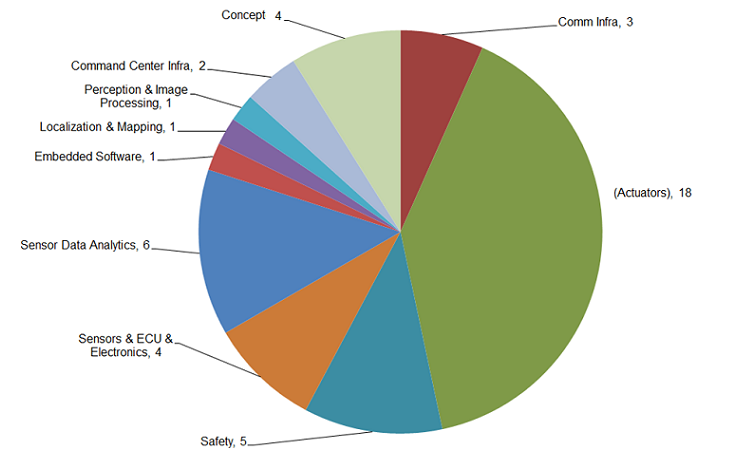 Concept 4
Comm Infra, 3
Command Center Infra, 2
Perception & Image
Processing, 1
Localization & Mapping, 1
Embedded Software, 1
(Actuators), 18
Sensor Data Analytics, 6
Sensors & ECU &
Electronics, 4
Safety, 5